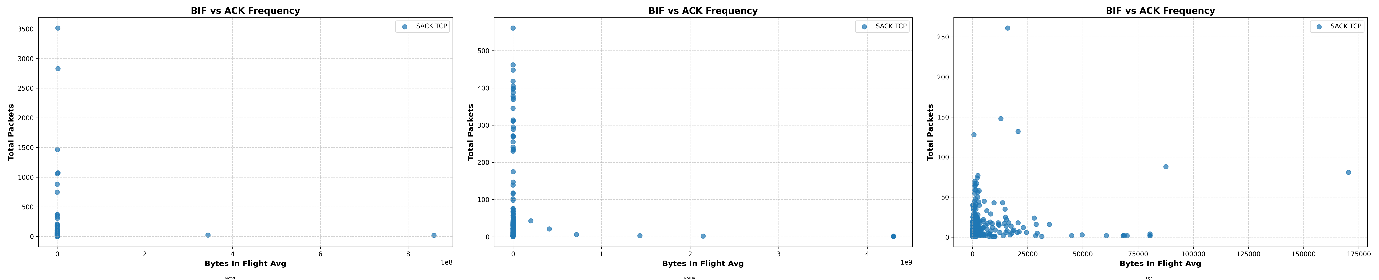 BIF vs ACK Frequency
SACK TCP
3500
3000
2500
2000
1500
1000
500
0
Total Packets
0
2
4
6
8
1e8
Bytes In Flight Avg
BIF vs ACK Frequency
SACK TCP
500
400
300
200
100
0
Total Packets
0
1
2
3
4
1e9
Bytes In Flight Avg
BIF vs ACK Frequency
SACK TCP
250
200
150
100
50
0
Total Packets
0
25000
50000
75000
100000
125000
150000
175000
Bytes In Flight Avg